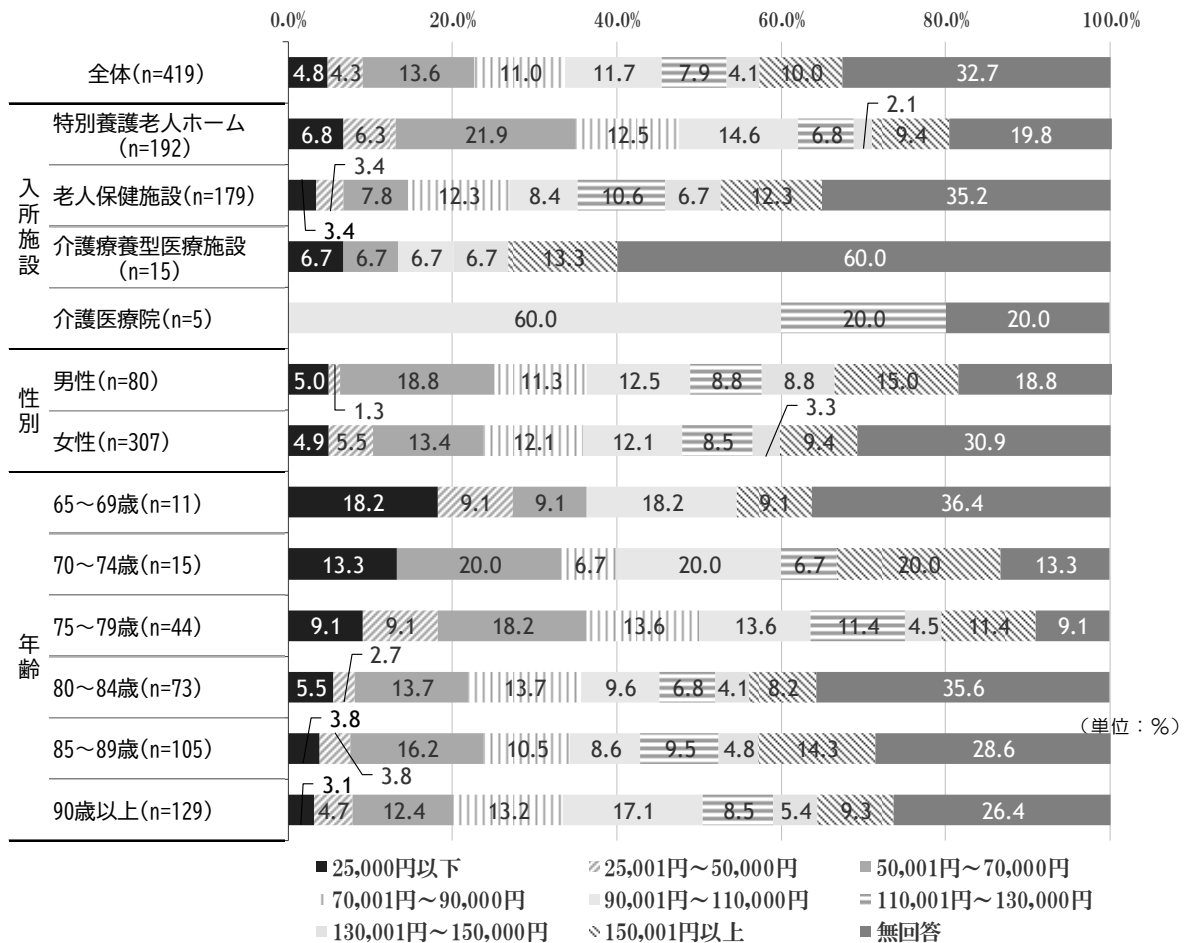 0.0% 20.0% 40.0% 60.0% 80.0% 100.0%
全体(n=419) 4.8 4.3 13.6 11.0 11.7 7.9 4.1 10.0 32.7
入所施設
特別養護老人ホーム
(n=192)
6.8 6.3 21.9 12.5 14.6 6.8 2.1 9.4 19.8
老人保健施設(n=179) 3.4 3.4 7.8 12.3 8.4 10.6 6.7 12.3 35.2
介護療養型医療施設
(n=15)
6.7 6.7 6.7 6.7 13.3 60.0
介護医療院(n=5) 60.0 20.0 20.0
性別
男性(n=80) 5.0 1.3 18.8 11.3 12.5 8.8 8.8 15.0 18.8
女性(n=307) 4.9 5.5 13.4 12.1 12.1 8.5 3.3 9.4 30.9
年齢
65～69歳(n=11) 18.2 9.1 9.1 18.2 9.1 36.4
70～74歳(n=15) 13.3 20.0 6.7 20.0 6.7 20.0 13.3
75～79歳(n=44) 9.1 9.1 18.2 13.6 13.6 11.4 4.5 11.4 9.1
80～84歳(n=73) 5.5 2.7 13.7 13.7 9.6 6.8 4.1 8.2 35.6
(単位：%)
85～89歳(n=105) 3.8 3.8 16.2 10.5 8.6 9.5 4.8 14.3 28.6
90歳以上(n=129) 3.1 4.7 12.4 13.2 17.1 8.5 5.4 9.3 26.4
25,000円以下 25,001円～50,000円 50,001円～70,000円
70,001円～90,000円 90,001円～110,000円 110,001円～130,000円
130,001円～150,000円 150,001円以上 無回答